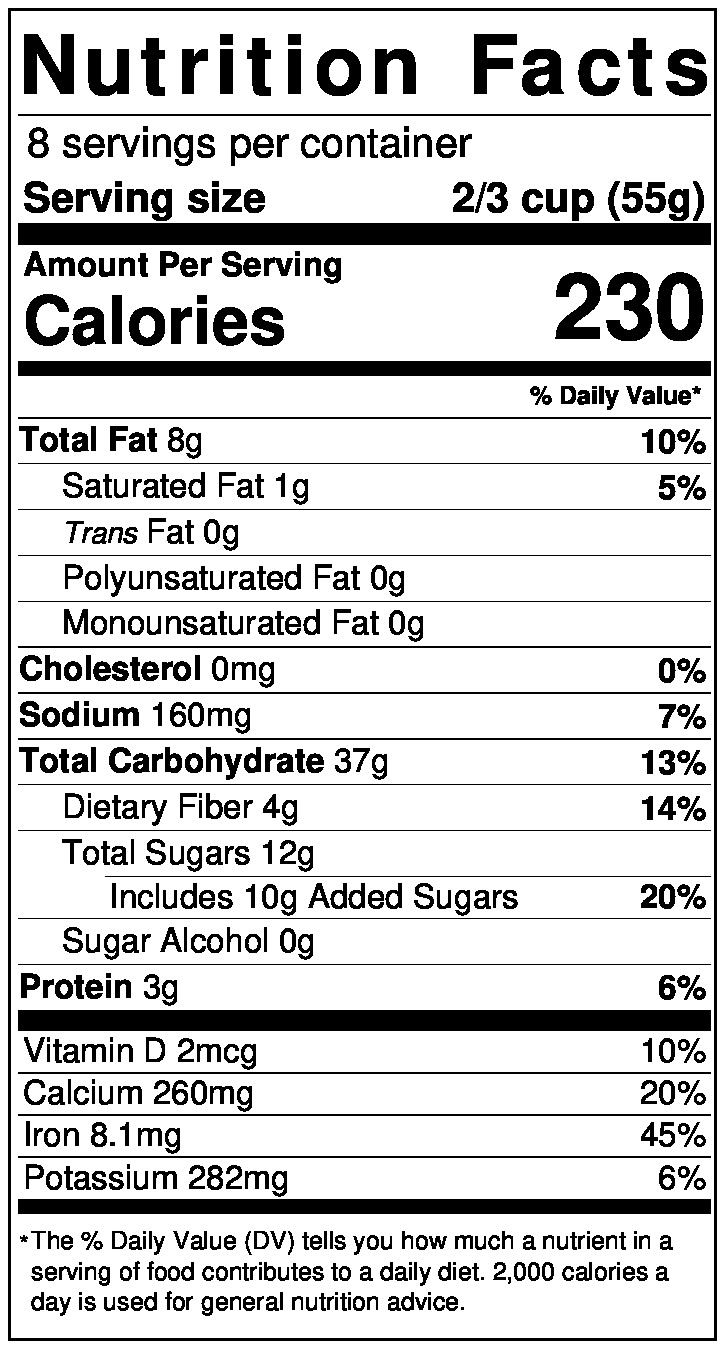 Nutrition Facts
8 servings per container
Serving size 2/3 cup (55g)
Amount Per Serving
Calories 230
% Daily Value*
Total Fat 8g 10%
Saturated Fat 1g 5%
Trans Fat 0g
Polyunsaturated Fat 0g
Monounsaturated Fat 0g
Cholesterol 0mg 0%
Sodium 160mg 7%
Total Carbohydrate 37g 13%
Dietary Fiber 4g 14%
Total Sugars 12g
Includes 10g Added Sugars 20%
Sugar Alcohol 0g
Protein 3g 6%
Vitamin D 2mcg 10%
Calcium 260mg 20%
Iron 8.1mg 45%
Potassium 282mg 6%
*The % Daily Value (DV) tells you how much a nutrient in a
serving of food contributes to a daily diet. 2,000 calories a
day is used for general nutrition advice.